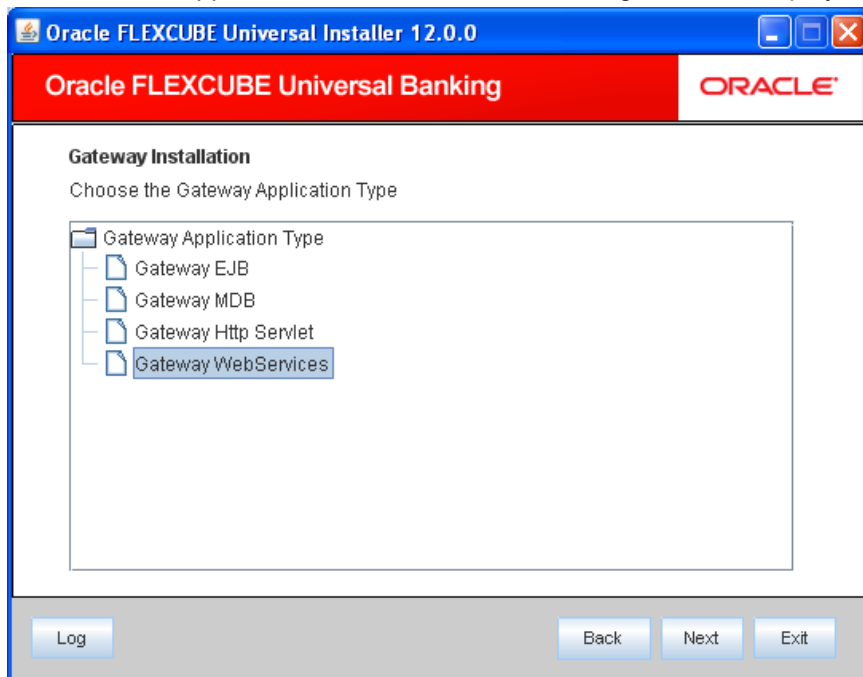 Oracle FLEXCUBE Universal Installer 12.0.0
Oracle FLEXCUBE Universal Banking
ORACLE
Gateway Installation
Choose the Gateway Application Type
Gateway Application Type
Gateway EJB
Gateway MDB
Gateway Http Servlet
Gateway WebServices
Log Back Next Exit